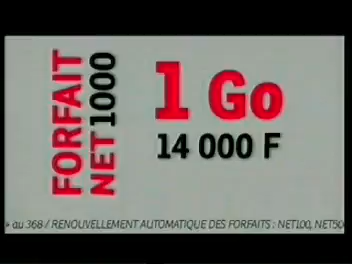 FORFAIT
NET1000
1 Go
14 000 F
» au 368 / RENOUVELLEMENT AUTOMATIQUE DES FORFAITS : NET100, NET50